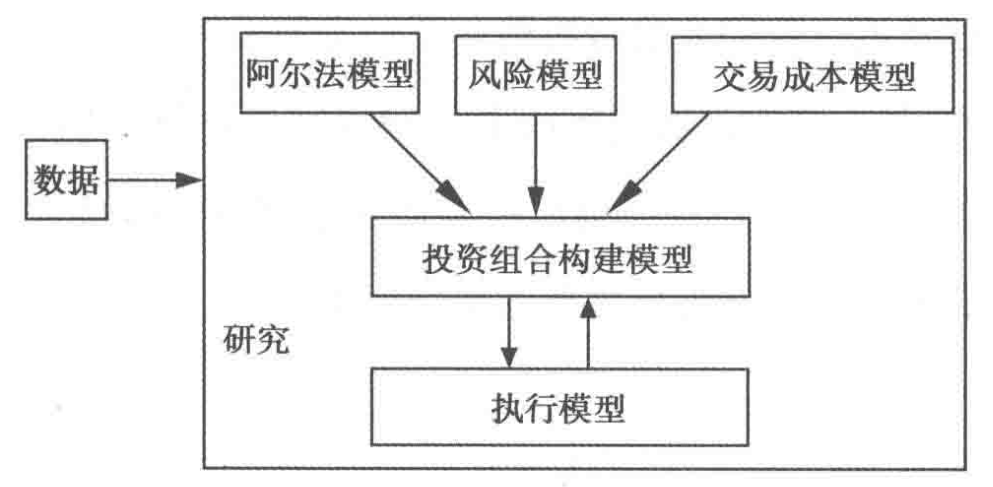 阿尔法模型
风险模型
交易成本模型
数据
投资组合构建模型
研究
执行模型